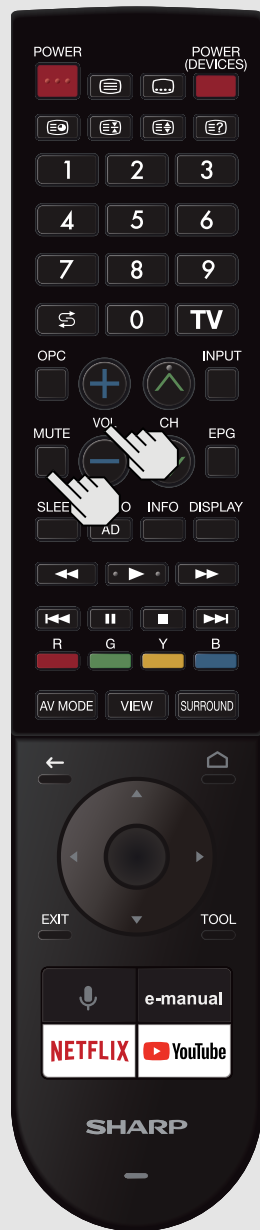 POWER
POWER
(DEVICES)
1 2 3
4 5 6
7 8 9
0 TV
OPC INPUT
VOL CH
MUTE EPG
INFO DISPLAY
AD
R G Y B
AV MODE VIEW SURROUND
EXIT TOOL
e-manual
NETFLIX YouTube
SHARP